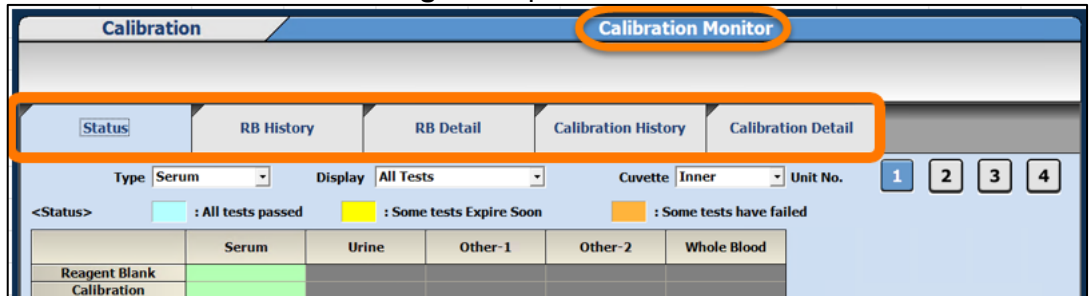 Calibration Calibration Monitor
Status RB History RB Detail Calibration History Calibration Detail
Type Serum Display All Tests Cuvette Inner Unit No. 1 2 3 4
<Status> : All tests passed : Some tests Expire Soon : Some tests have failed
Serum Urine Other-1 Other-2 Whole Blood
Reagent Blank
Calibration